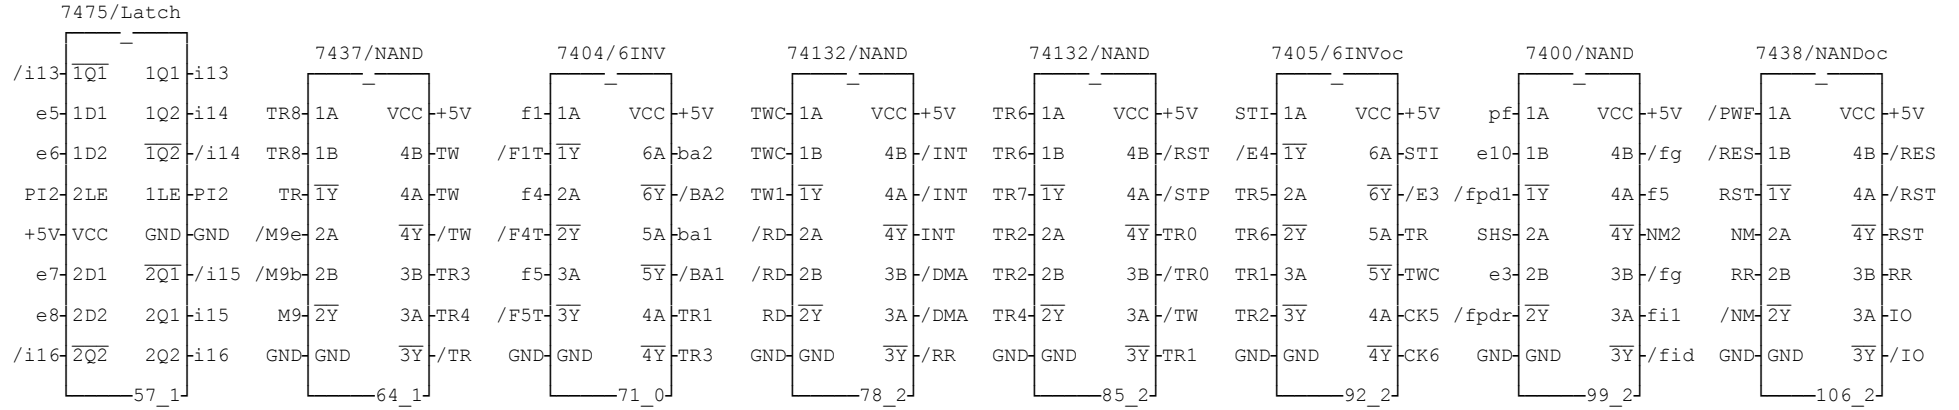 7475/Latch
7437/NAND 7404/6INV 74132/NAND 74132/NAND 7405/6INVoc 7400/NAND 7438/NANDoc
/i13 1Q1 1Q1 i13
e5 1D1 1Q2 i14 TR8 1A VCC +5V f1 1A VCC +5V TWC 1A VCC +5V TR6 1A VCC +5V STI 1A VCC +5V pf 1A VCC +5V /PWF 1A VCC +5V
e6 1D2 1Q2 /i14 TR8 1B 4B TW /F1T 1Y 6A ba2 TWC 1B 4B /INT TR6 1B 4B /RST /E4 1Y 6A STI e10 1B 4B /fg /RES 1B 4B /RES
PI2 2LE 1LE PI2 TR 1Y 4A TW f4 2A 6Y /BA2 TW1 1Y 4A /INT TR7 1Y 4A /STP TR5 2A 6Y /E3 /fpd1 1Y 4A f5 RST 1Y 4A /RST
+5V VCC GND GND /M9e 2A 4Y /TW /F4T 2Y 5A ba1 /RD 2A 4Y INT TR2 2A 4Y TR0 TR6 2Y 5A TR SHS 2A 4Y NM2 NM 2A 4Y RST
e7 2D1 2Q1 /i15 /M9b 2B 3B TR3 f5 3A 5Y /BA1 /RD 2B 3B /DMA TR2 2B 3B /TR0 TR1 3A 5Y TWC e3 2B 3B /fg RR 2B 3B RR
e8 2D2 2Q1 i15 M9 2Y 3A TR4 /F5T 3Y 4A TR1 RD 2Y 3A /DMA TR4 2Y 3A /TW TR2 3Y 4A CK5 /fpdr 2Y 3A fi1 /NM 2Y 3A IO
/i16 2Q2 2Q2 i16 GND GND 3Y /TR GND GND 4Y TR3 GND GND 3Y /RR GND GND 3Y TR1 GND GND 4Y CK6 GND GND 3Y /fid GND GND 3Y /IO
57_1 64_1 71_0 78_2 85_2 92_2 99_2 106_2